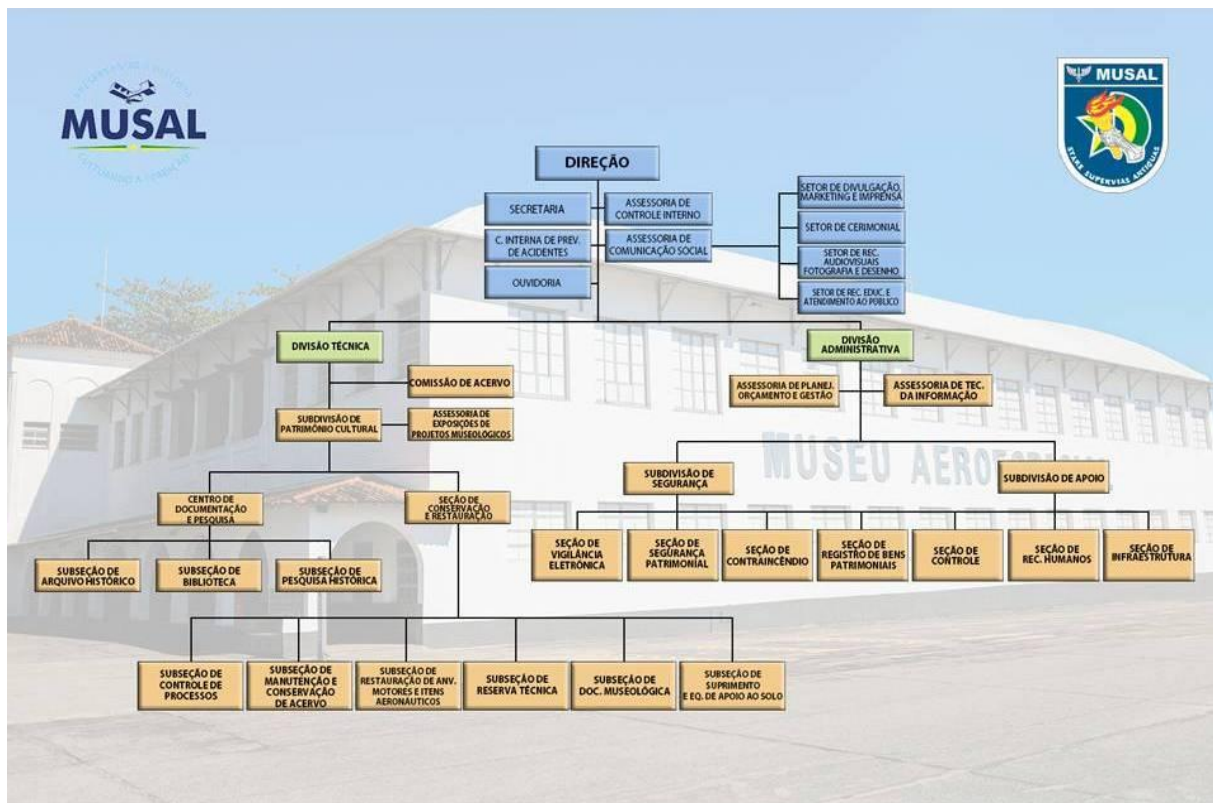 MUSAL
MUSAL
STARE SUPER VIAS ANTIQUAS
DIREÇÃO
SECRETARIA
ASSESSORIA DE
CONTROLE INTERNO
C. INTERNA DE PREV.
DE ACIDENTES
ASSESSORIA DE
COMUNICAÇÃO SOCIAL
OUVIDORIA
SETOR DE DIVULGAÇÃO,
MARKETING E IMPRENSA
SETOR DE CERIMONIAL
SETOR DE REC.
AUDIOVISUAIS
FOTOGRAFIA E DESENHO
SETOR DE REC. EDUC. E
ATENDIMENTO AO PÚBLICO
DIVISÃO TÉCNICA
DIVISÃO
ADMINISTRATIVA
COMISSÃO DE ACERVO
SUBDIVISÃO DE
PATRIMÔNIO CULTURAL
ASSESSORIA DE
EXPOSIÇÕES DE
PROJETOS MUSEOLÓGICOS
ASSESSORIA DE PLANEJ.
ORÇAMENTO E GESTÃO
ASSESSORIA DE TEC.
DA INFORMAÇÃO
MUSEU
SUBDIVISÃO DE
SEGURANÇA
SUBDIVISÃO DE APOIO
CENTRO DE
DOCUMENTAÇÃO
E PESQUISA
SEÇÃO DE
CONSERVAÇÃO
E RESTAURAÇÃO
SUBSEÇÃO DE
ARQUIVO HISTÓRICO
SUBSEÇÃO DE
BIBLIOTECA
SUBSEÇÃO DE
PESQUISA HISTÓRICA
SEÇÃO DE
VIGILÂNCIA
ELETRÔNICA
SEÇÃO DE
SEGURANÇA
PATRIMONIAL
SEÇÃO DE
CONTRAINCÊNDIO
SEÇÃO DE
REGISTRO DE BENS
PATRIMONIAIS
SEÇÃO DE
CONTROLE
SEÇÃO DE
REC. HUMANOS
SEÇÃO DE
INFRAESTRUTURA
SUBSEÇÃO DE
CONTROLE DE
PROCESSOS
SUBSEÇÃO DE
MANUTENÇÃO E
CONSERVAÇÃO
DE ACERVO
SUBSEÇÃO DE
RESTAURAÇÃO DE ANV.
MOTORES E ITENS
AERONÁUTICOS
SUBSEÇÃO DE
RESERVA TÉCNICA
SUBSEÇÃO DE
DOC. MUSEOLÓGICA
SUBSEÇÃO DE
SUPRIMENTO
E EQ. DE APOIO AO SOLO